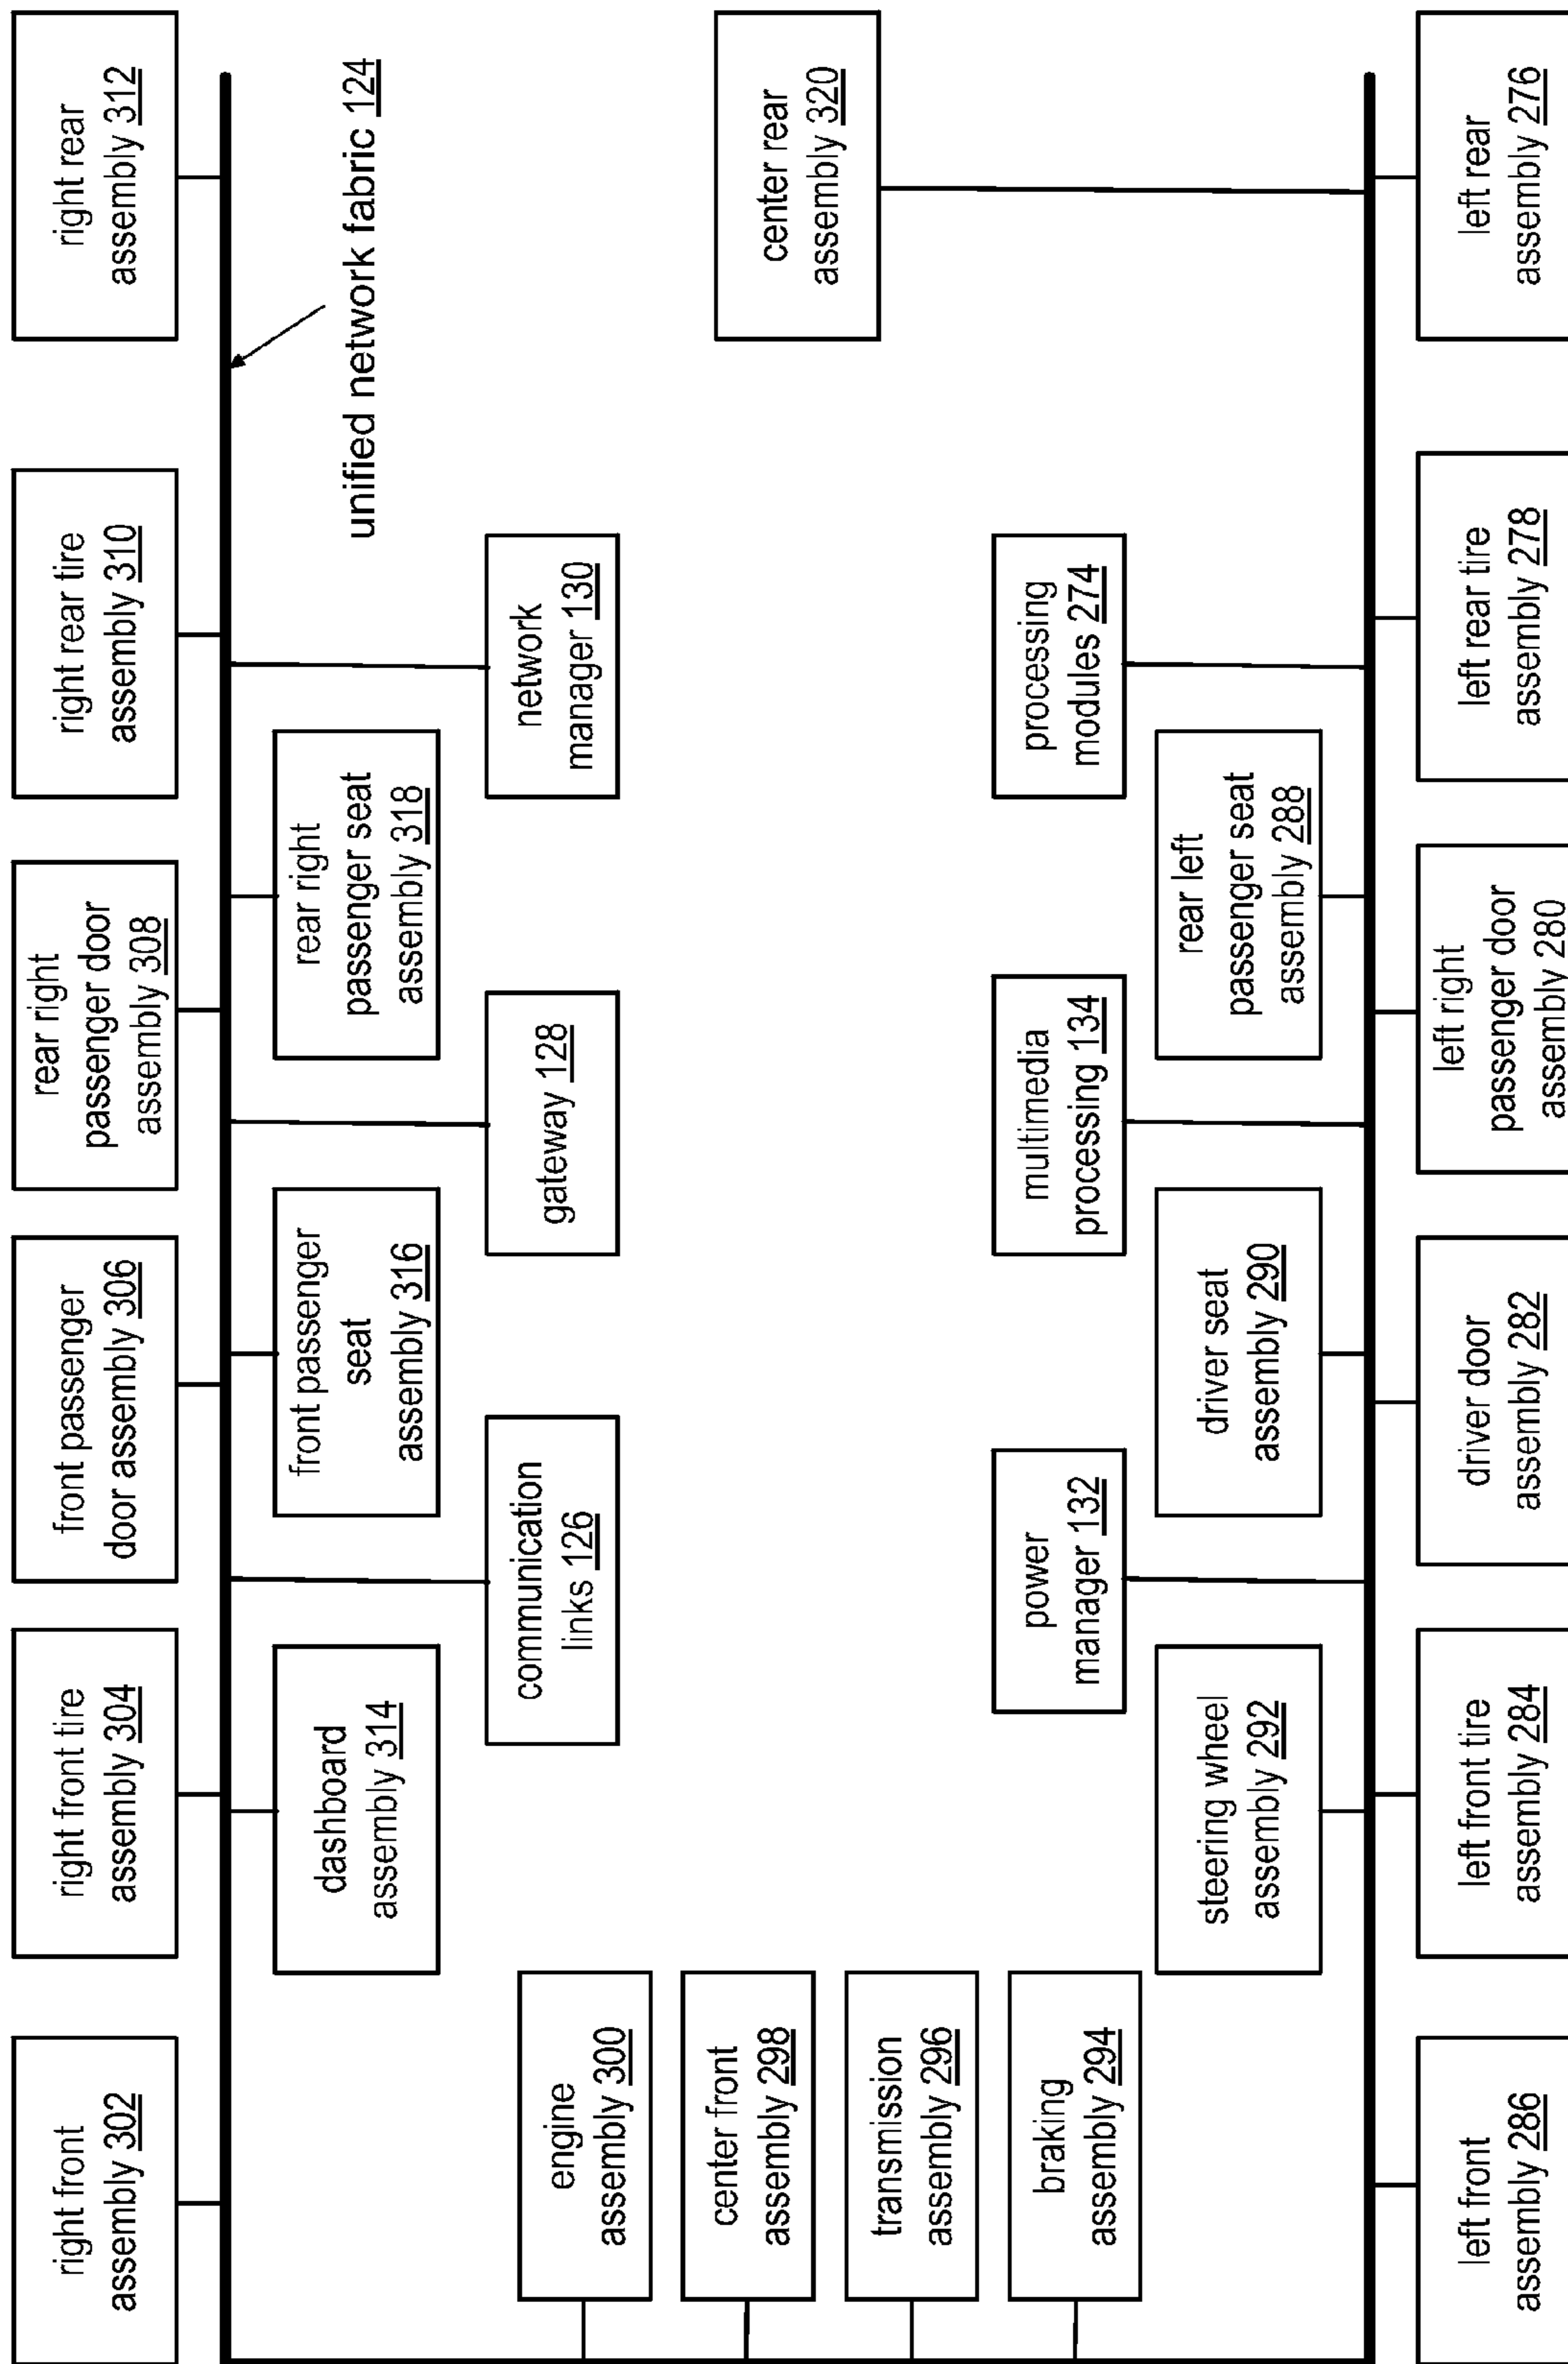 right front
assembly 302
right front tire
assembly 304
front passenger
door assembly 306
rear right
passenger door
assembly 308
right rear tire
assembly 310
right rear
assembly 312
dashboard
assembly 314
front passenger
seat
assembly 316
rear right
passenger seat
assembly 318
unified network fabric 124
engine
assembly 300
communication
links 126
gateway 128
network
manager 130
center front
assembly 298
center rear
assembly 320
transmission
assembly 296
braking
assembly 294
power
manager 132
multimedia
processing 134
processing
modules 274
steering wheel
assembly 292
driver seat
assembly 290
rear left
passenger seat
assembly 288
left front
assembly 286
left front tire
assembly 284
driver door
assembly 282
left right
passenger door
assembly 280
left rear tire
assembly 278
left rear
assembly 276